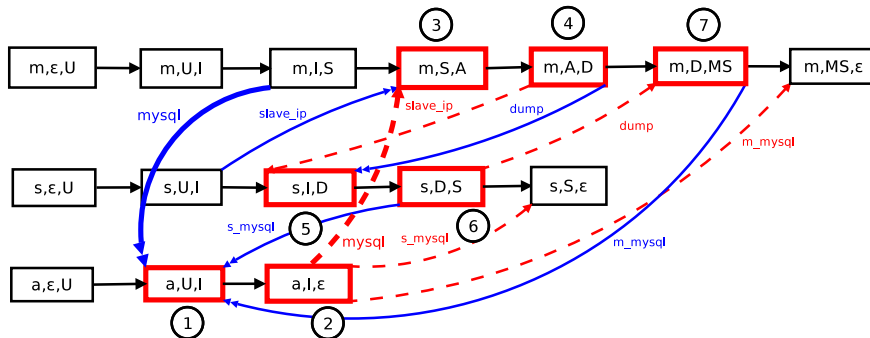 3 4 7
m,ε,U m,U,I m,I,S m,S,A m,A,D m,D,MS m,MS,ε
mysql slave_ip slave_ip dump dump m_mysql
s,ε,U s,U,I s,I,D s,D,S s,S,ε
s_mysql 5 mysql s_mysql 6 m_mysql
a,ε,U a,U,I a,I,ε
1 2